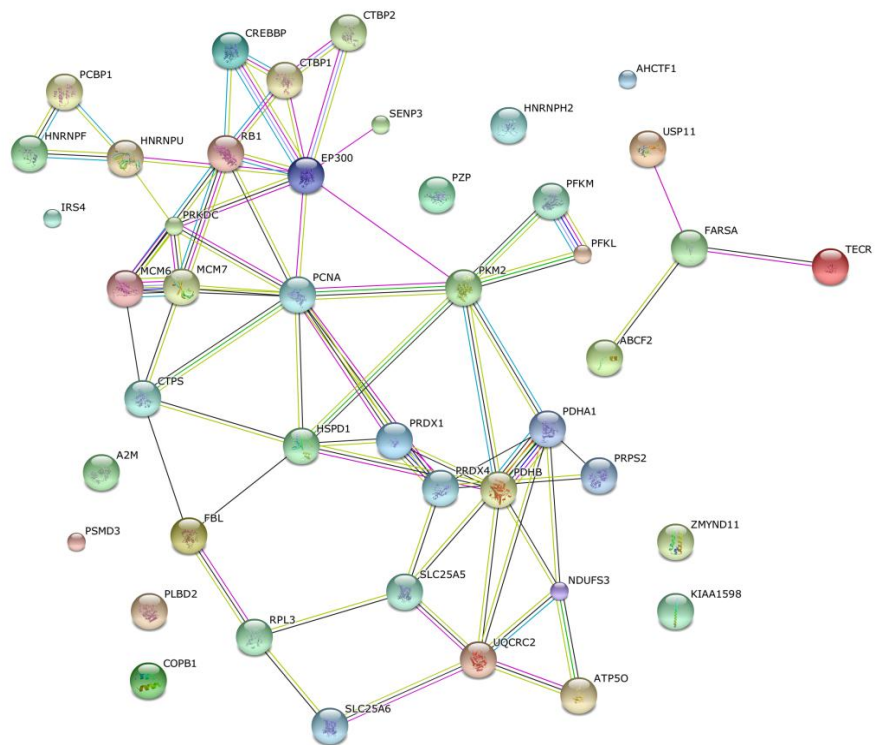 CTBP2
CREBBP
CTBP1
AHCTF1
PCBP1
SENP3
HNRNPH2
USP11
HNRNPF
HNRNPU
RB1
EP300
PZP
PFKM
IRS4
PRKDC
FARSA
PFKL
TECR
MCM6
MCM7
PCNA
PKM2
ABCF2
CTPS
HSPD1
PRDX1
PDHA1
A2M
PRDX4
PDHB
PRPS2
FBL
ZMYND11
PSMD3
SLC25A5
NDUFS3
PLBD2
RPL3
KIAA1598
UQCRC2
COPB1
ATP5O
SLC25A6